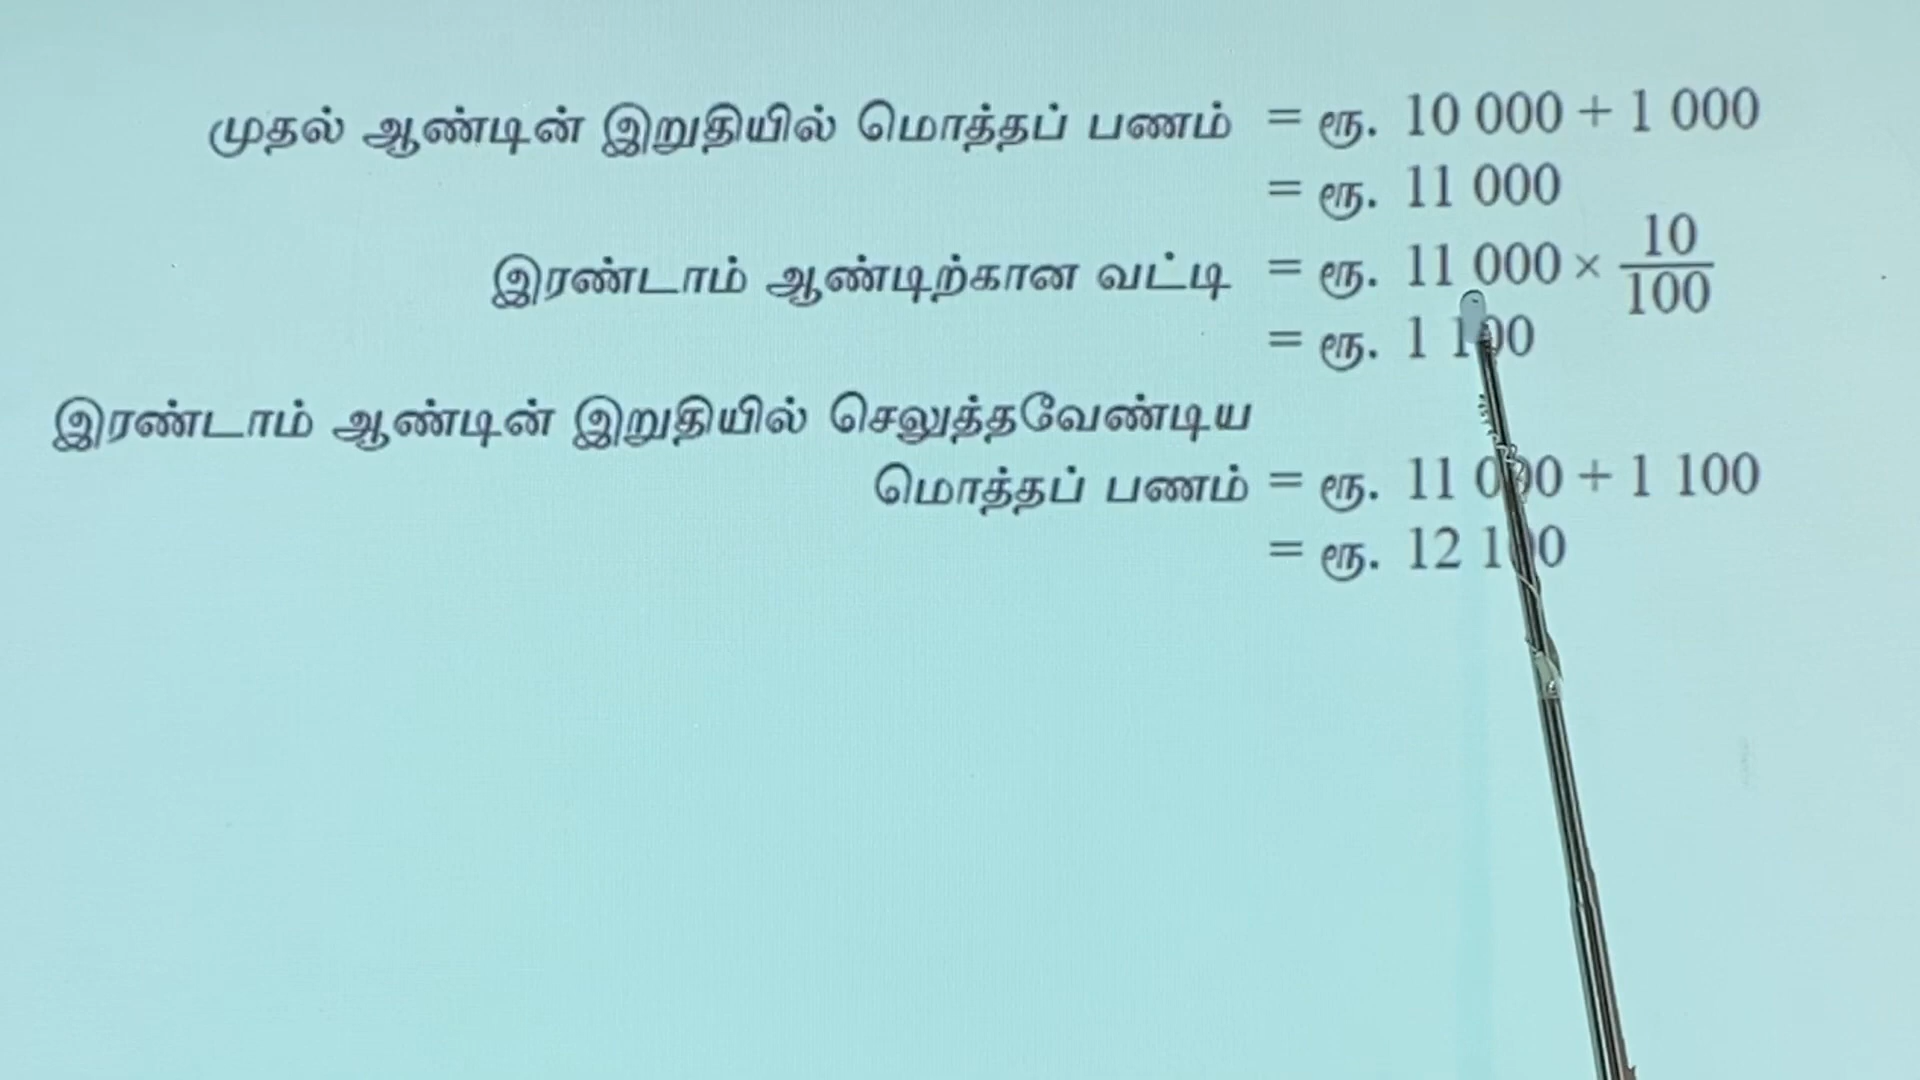 முதல் ஆண்டின் இறுதியில் மொத்தப் பணம் = ரூ. 10 000 + 1 000
= ரூ. 11 000
இரண்டாம் ஆண்டிற்கான வட்டி = ரூ. 11 000 × 10/100
= ரூ. 1 100
இரண்டாம் ஆண்டின் இறுதியில் செலுத்தவேண்டிய
மொத்தப் பணம் = ரூ. 11 000 + 1 100
= ரூ. 12 100